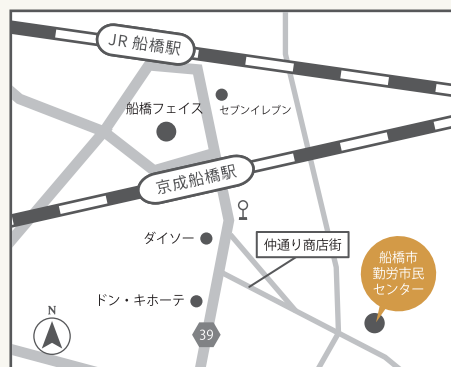 JR 船橋駅
船橋フェイス
セブンイレブン
京成船橋駅
ダイソー
仲通り商店街
船橋市
勤労市民
センター
ドン・キホーテ
39
N